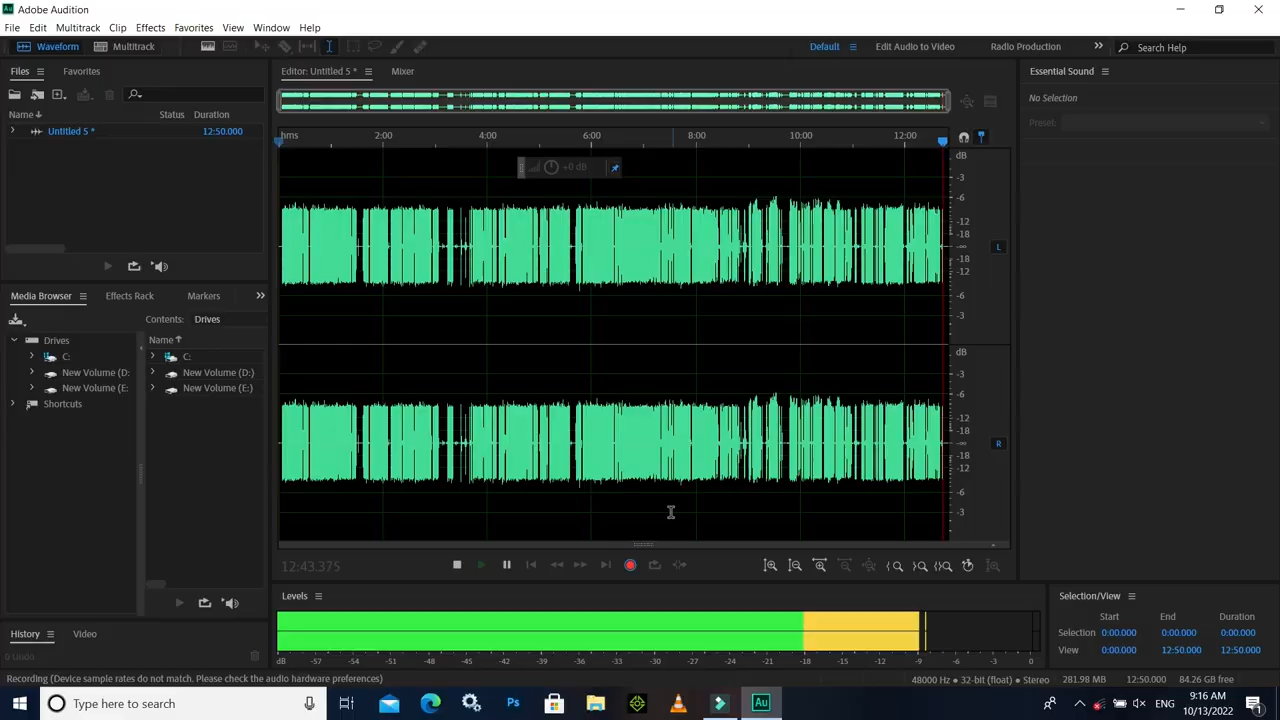 Adobe Audition
File Edit Multitrack Clip Effects Favorites View Window Help
Waveform Multitrack Default Edit Audio to Video Radio Production Search Help
Files Favorites Editor: Untitled 5 * Mixer Essential Sound
No Selection
Name Status Duration
Preset:
Untitled 5 * 12:50.000
hms 2:00 4:00 6:00 8:00 10:00 12:00
+0 dB
dB
-3
-6
-12
-18
-∞
-18
-12
-6
-3
L
dB
-3
-6
-12
-18
-∞
-18
-12
-6
-3
R
Media Browser Effects Rack Markers
Contents: Drives
Drives Name
C: C:
New Volume (D: New Volume (D:)
New Volume (E: New Volume (E:)
Shortcuts
12:43.375
Levels
Selection/View
Start End Duration
Selection 0:00.000 0:00.000 0:00.000
View 0:00.000 12:50.000 12:50.000
History Video
0 Undo
dB -57 -54 -51 -48 -45 -42 -39 -36 -33 -30 -27 -24 -21 -18 -15 -12 -9 -6 -3 0
Recording (Device sample rates do not match. Please check the audio hardware preferences)
48000 Hz • 32-bit (float) • Stereo 281.98 MB 12:50.000 84.26 GB free
Type here to search
Ps
Au
ENG
9:16 AM
10/13/2022
1